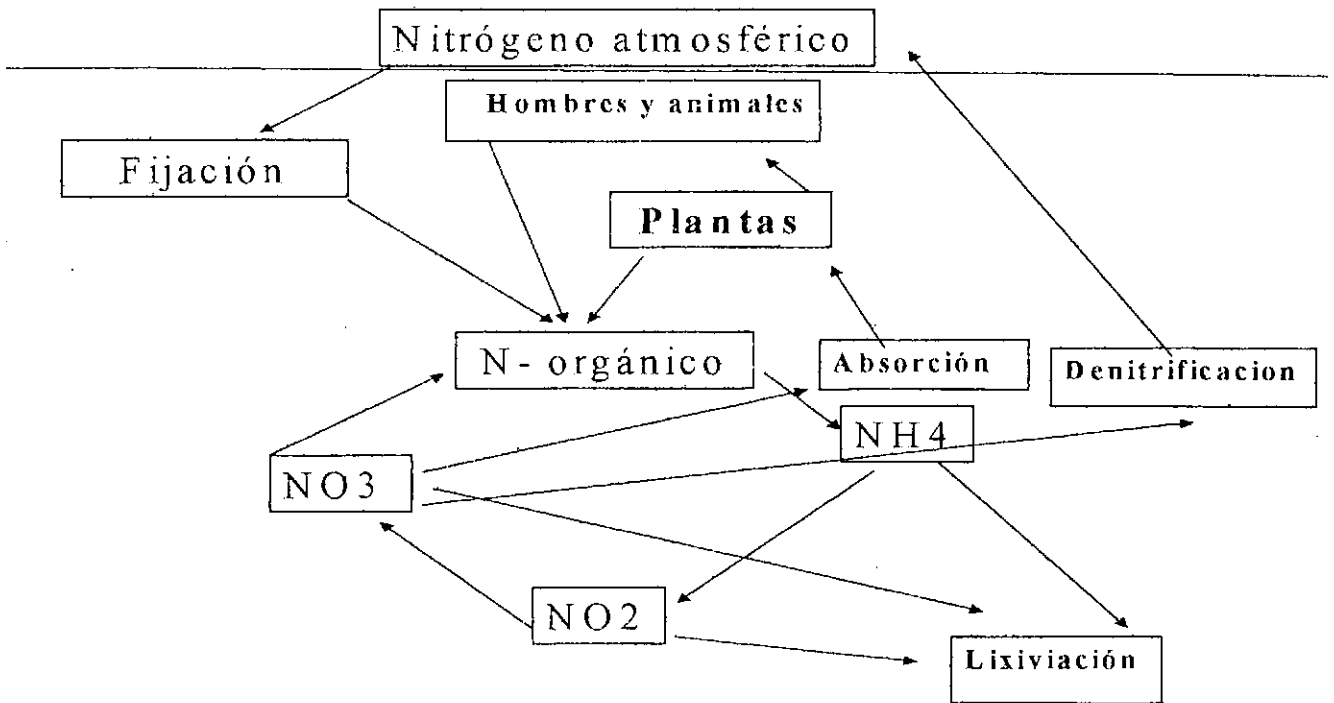 Nitrógeno atmosférico
Hombres y animales
Fijación
Plantas
N- orgánico
Absorción
Denitrificacion
NH4
NO3
NO2
Lixiviación